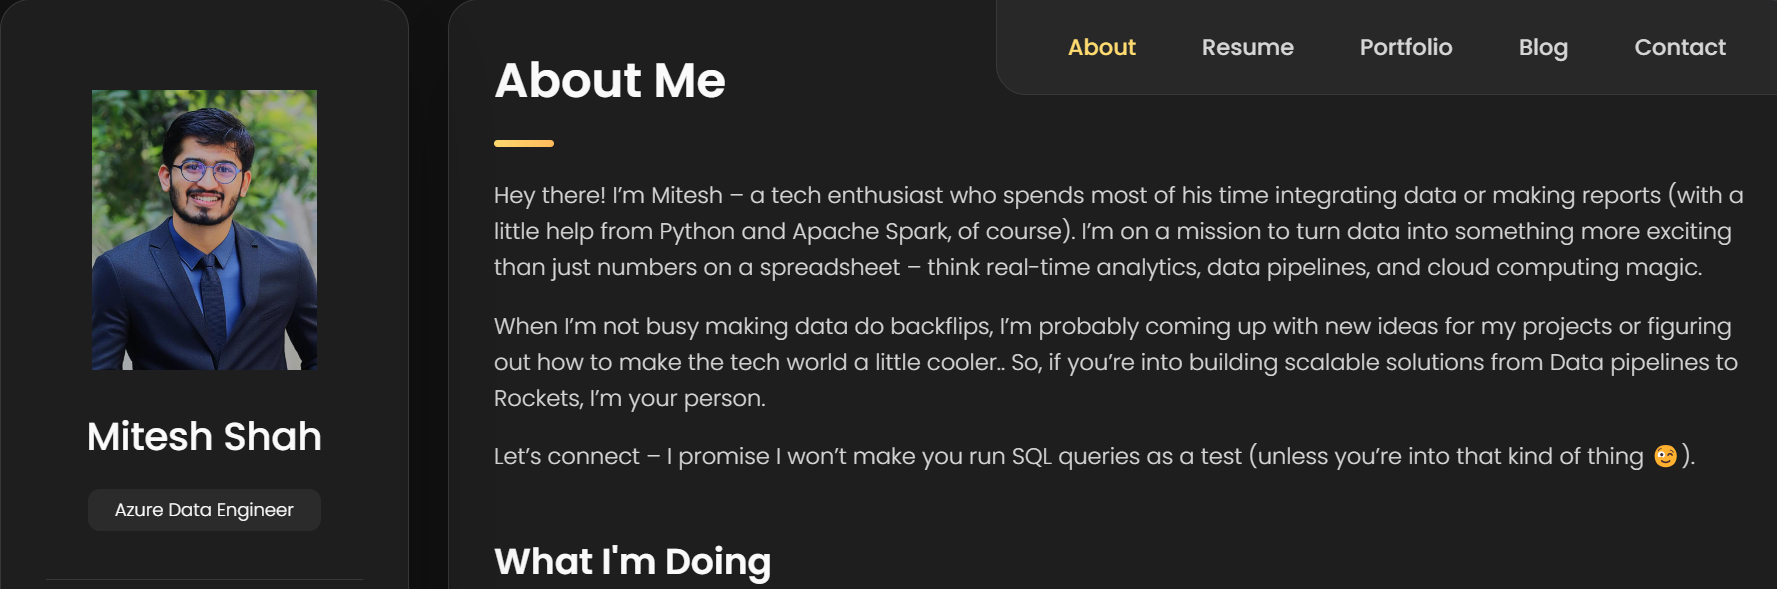 Mitesh Shah
Azure Data Engineer
About
Resume
Portfolio
Blog
Contact
About Me
Hey there! I’m Mitesh – a tech enthusiast who spends most of his time integrating data or making reports (with a
little help from Python and Apache Spark, of course). I’m on a mission to turn data into something more exciting
than just numbers on a spreadsheet – think real-time analytics, data pipelines, and cloud computing magic.
When I’m not busy making data do backflips, I’m probably coming up with new ideas for my projects or figuring
out how to make the tech world a little cooler.. So, if you’re into building scalable solutions from Data pipelines to
Rockets, I’m your person.
Let’s connect – I promise I won’t make you run SQL queries as a test (unless you’re into that kind of thing 😉).
What I'm Doing